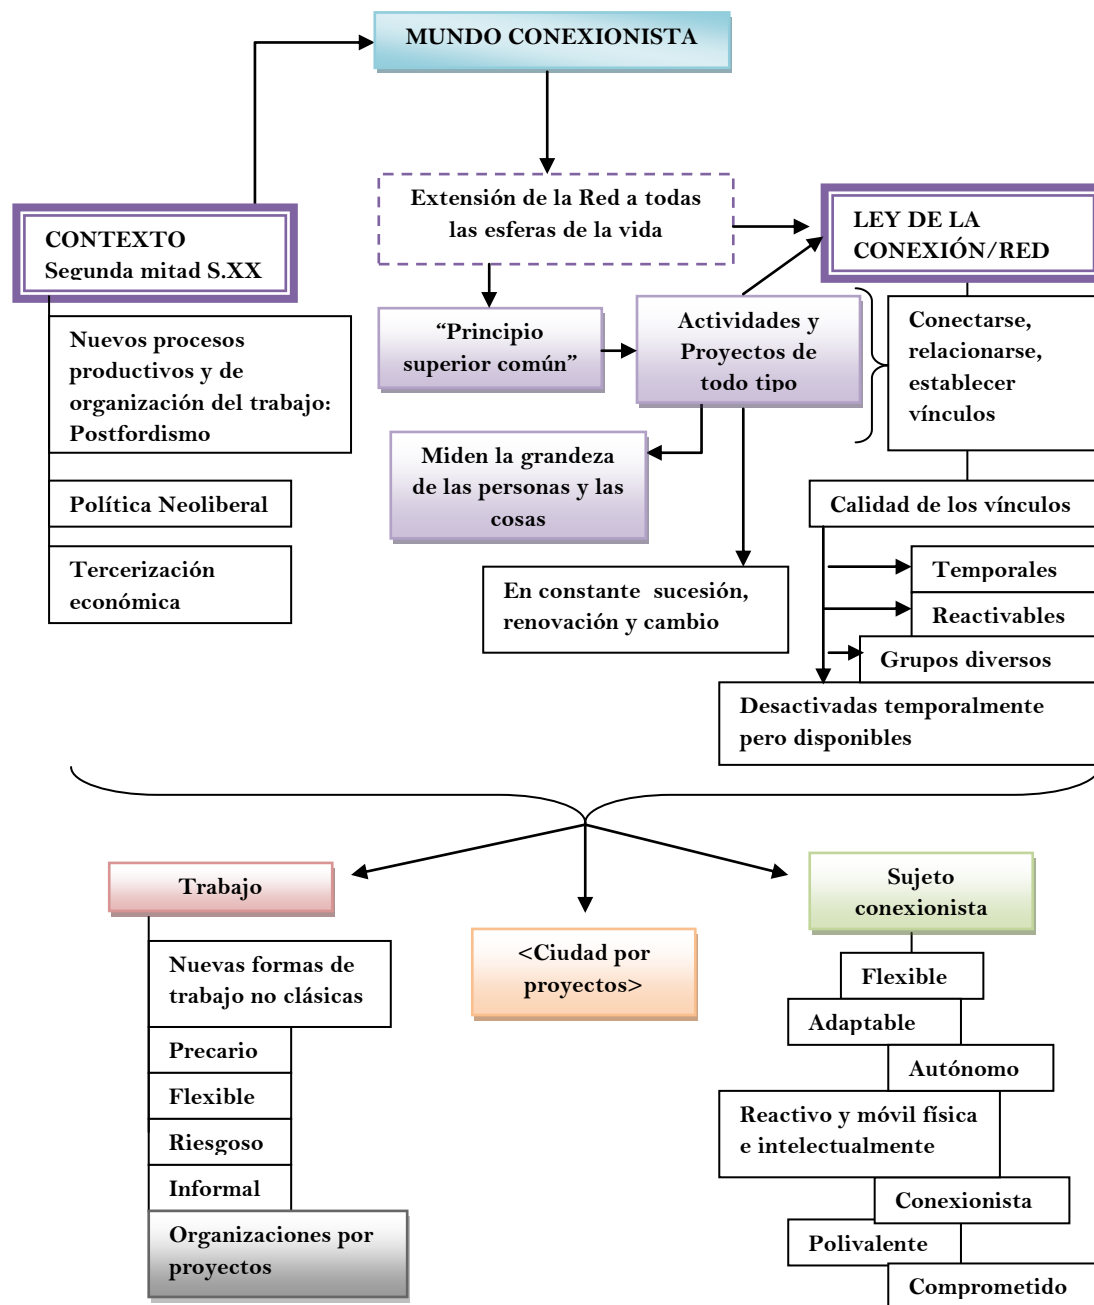 MUNDO CONEXIONISTA
Extensión de la Red a todas
las esferas de la vida
CONTEXTO
Segunda mitad S.XX
LEY DE LA
CONEXIÓN/RED
Nuevos procesos
productivos y de
organización del trabajo:
Postfordismo
Política Neoliberal
Tercerización
económica
“Principio
superior común”
Actividades y
Proyectos de
todo tipo
Miden la grandeza
de las personas y las
cosas
En constante sucesión,
renovación y cambio
Conectarse,
relacionarse,
establecer
vínculos
Calidad de los vínculos
Temporales
Reactivables
Grupos diversos
Desactivadas temporalmente
pero disponibles
Trabajo
Nuevas formas de
trabajo no clásicas
Precario
Flexible
Riesgoso
Informal
Organizaciones por
proyectos
<Ciudad por
proyectos>
Sujeto
conexionista
Flexible
Adaptable
Autónomo
Reactivo y móvil física
e intelectualmente
Conexionista
Polivalente
Comprometido